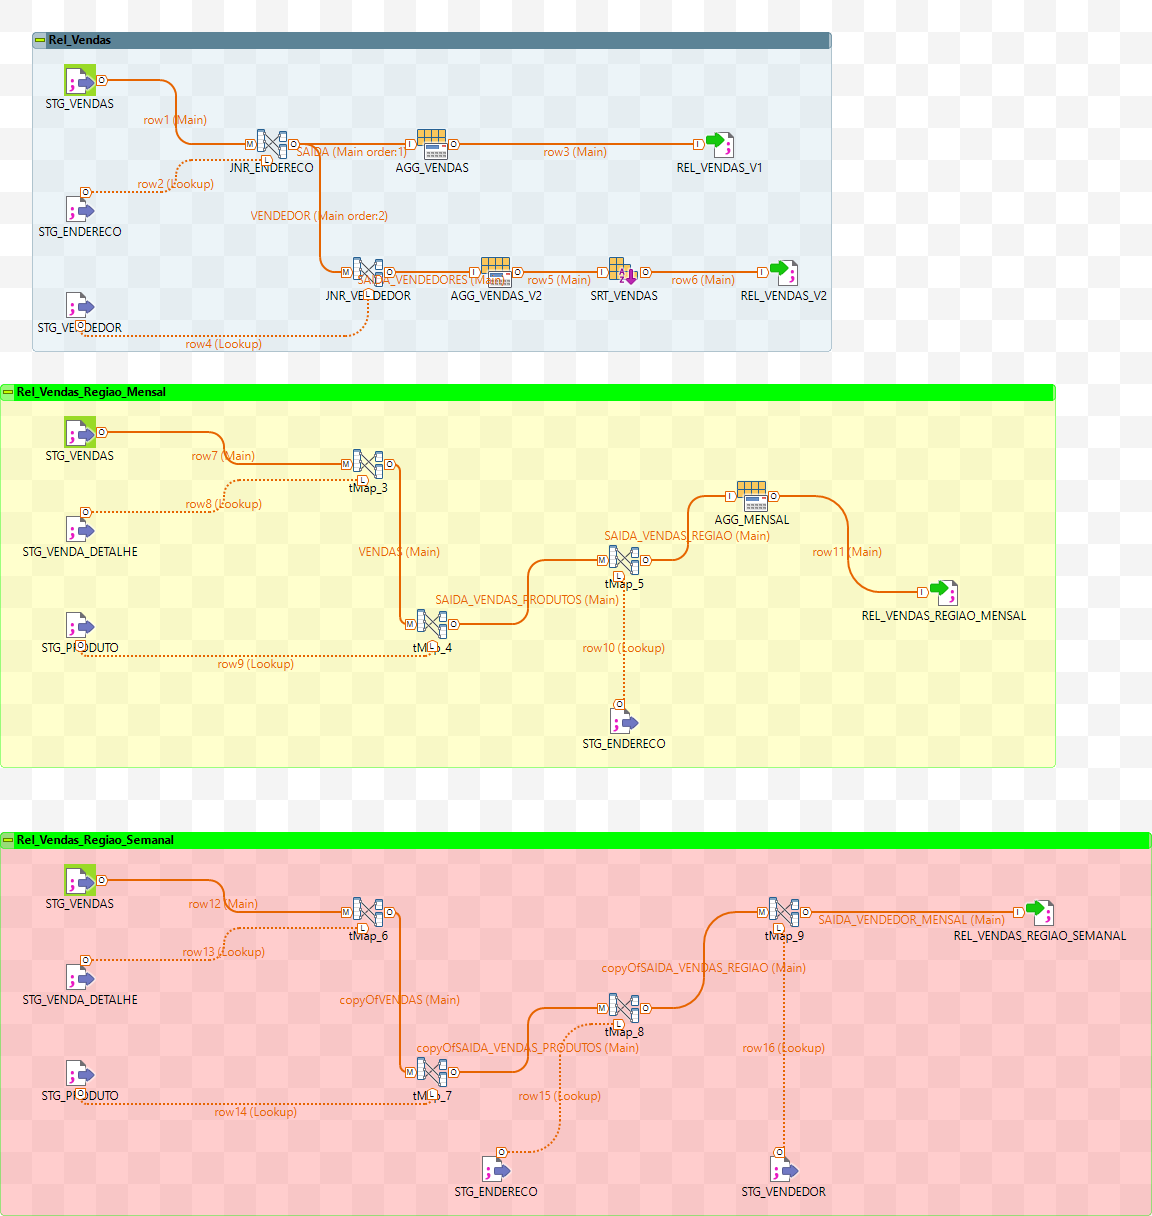 Rel_Vendas
STG_VENDAS
row1 (Main)
SAIDA (Main order:1)
row3 (Main)
JNR_ENDERECO
AGG_VENDAS
REL_VENDAS_V1
row2 (Lookup)
VENDEDOR (Main order:2)
STG_ENDERECO
SAIDA_VENDEDORES (Main)
row5 (Main)
row6 (Main)
JNR_VENDEDOR
AGG_VENDAS_V2
SRT_VENDAS
REL_VENDAS_V2
STG_VENDEDOR
row4 (Lookup)
Rel_Vendas_Regiao_Mensal
STG_VENDAS
row7 (Main)
tMap_3
row8 (Lookup)
AGG_MENSAL
SAIDA_VENDAS_REGIAO (Main)
STG_VENDA_DETALHE
VENDAS (Main)
row11 (Main)
tMap_5
SAIDA_VENDAS_PRODUTOS (Main)
REL_VENDAS_REGIAO_MENSAL
STG_PRODUTO
tMap_4
row10 (Lookup)
row9 (Lookup)
STG_ENDERECO
Rel_Vendas_Regiao_Semanal
STG_VENDAS
row12 (Main)
SAIDA_VENDEDOR_MENSAL (Main)
tMap_6
tMap_9
REL_VENDAS_REGIAO_SEMANAL
row13 (Lookup)
copyOfSAIDA_VENDAS_REGIAO (Main)
STG_VENDA_DETALHE
copyOfVENDAS (Main)
tMap_8
copyOfSAIDA_VENDAS_PRODUTOS (Main)
row16 (Lookup)
STG_PRODUTO
tMap_7
row15 (Lookup)
row14 (Lookup)
STG_ENDERECO
STG_VENDEDOR